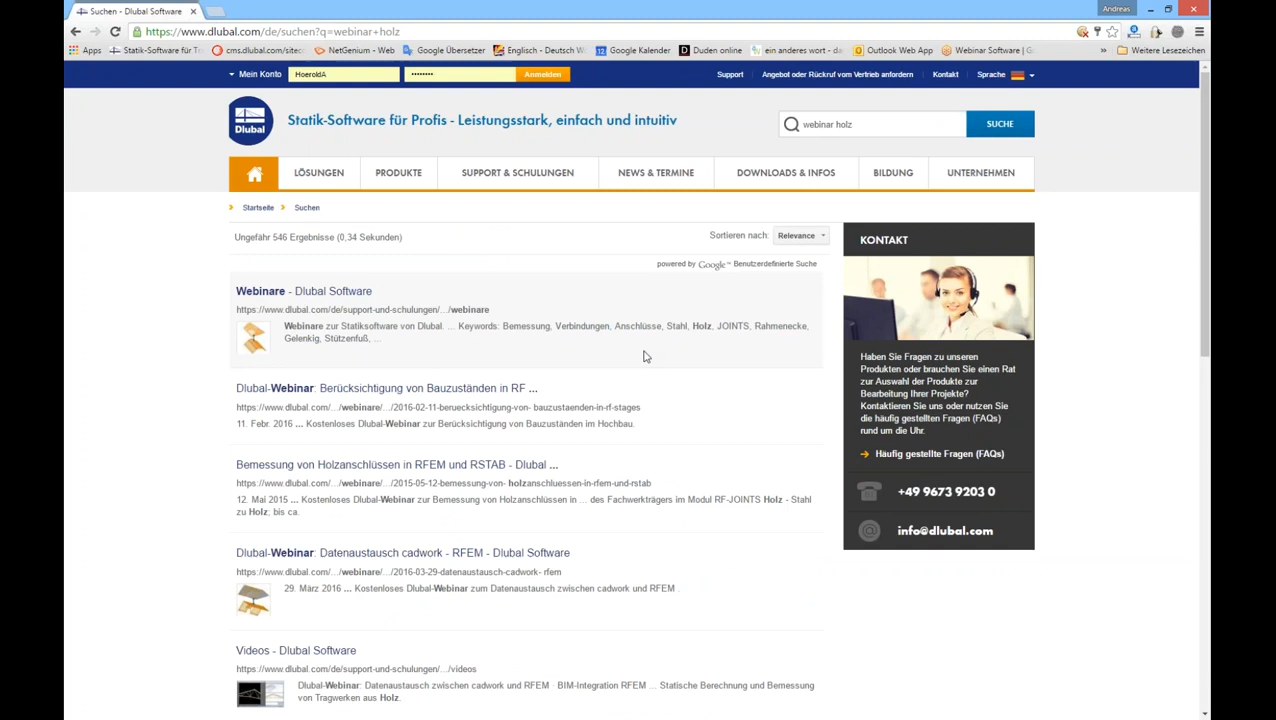 Suchen - Dlubal Software
Andreas
https://www.dlubal.com/de/suchen?q=webinar+holz
Apps Statik-Software für Tr cms.dlubal.com/sitec NetGenium - Web Google Übersetzer Englisch - Deutsch W Google Kalender Duden online ein anderes wort - da Outlook Web App Webinar Software | G » Weitere Lesezeichen
Mein Konto HoeroldA •••••••• Anmelden Support Angebot oder Rückruf vom Vertrieb anfordern Kontakt Sprache
Dlubal
Statik-Software für Profis - Leistungsstark, einfach und intuitiv
webinar holz SUCHE
LÖSUNGEN PRODUKTE SUPPORT & SCHULUNGEN NEWS & TERMINE DOWNLOADS & INFOS BILDUNG UNTERNEHMEN
Startseite Suchen
Ungefähr 546 Ergebnisse (0,34 Sekunden)
Sortieren nach: Relevance
powered by Google™ Benutzerdefinierte Suche
Webinare - Dlubal Software
https://www.dlubal.com/de/support-und-schulungen/.../webinare
Webinare zur Statiksoftware von Dlubal. ... Keywords: Bemessung, Verbindungen, Anschlüsse, Stahl, Holz, JOINTS, Rahmenecke,
Gelenkig, Stützenfuß, ...
Dlubal-Webinar: Berücksichtigung von Bauzuständen in RF ...
https://www.dlubal.com/.../webinare/.../2016-02-11-beruecksichtigung-von- bauzustaenden-in-rf-stages
11. Febr. 2016 ... Kostenloses Dlubal-Webinar zur Berücksichtigung von Bauzuständen im Hochbau.
Bemessung von Holzanschlüssen in RFEM und RSTAB - Dlubal ...
https://www.dlubal.com/.../webinare/.../2015-05-12-bemessung-von- holzanschluessen-in-rfem-und-rstab
12. Mai 2015 ... Kostenloses Dlubal-Webinar zur Bemessung von Holzanschlüssen in ... des Fachwerkträgers im Modul RF-JOINTS Holz - Stahl
zu Holz; bis ca.
Dlubal-Webinar: Datenaustausch cadwork - RFEM - Dlubal Software
https://www.dlubal.com/.../webinare/.../2016-03-29-datenaustausch-cadwork- rfem
29. März 2016 ... Kostenloses Dlubal-Webinar zum Datenaustausch zwischen cadwork und RFEM .
Videos - Dlubal Software
https://www.dlubal.com/de/support-und-schulungen/.../videos
Dlubal-Webinar: Datenaustausch zwischen cadwork und RFEM · BIM-Integration RFEM ... Statische Berechnung und Bemessung
von Tragwerken aus Holz.
KONTAKT
Haben Sie Fragen zu unseren
Produkten oder brauchen Sie einen Rat
zur Auswahl der Produkte zur
Bearbeitung Ihrer Projekte?
Kontaktieren Sie uns oder nutzen Sie
die häufig gestellten Fragen (FAQs)
rund um die Uhr.
Häufig gestellte Fragen (FAQs)
+49 9673 9203 0
info@dlubal.com